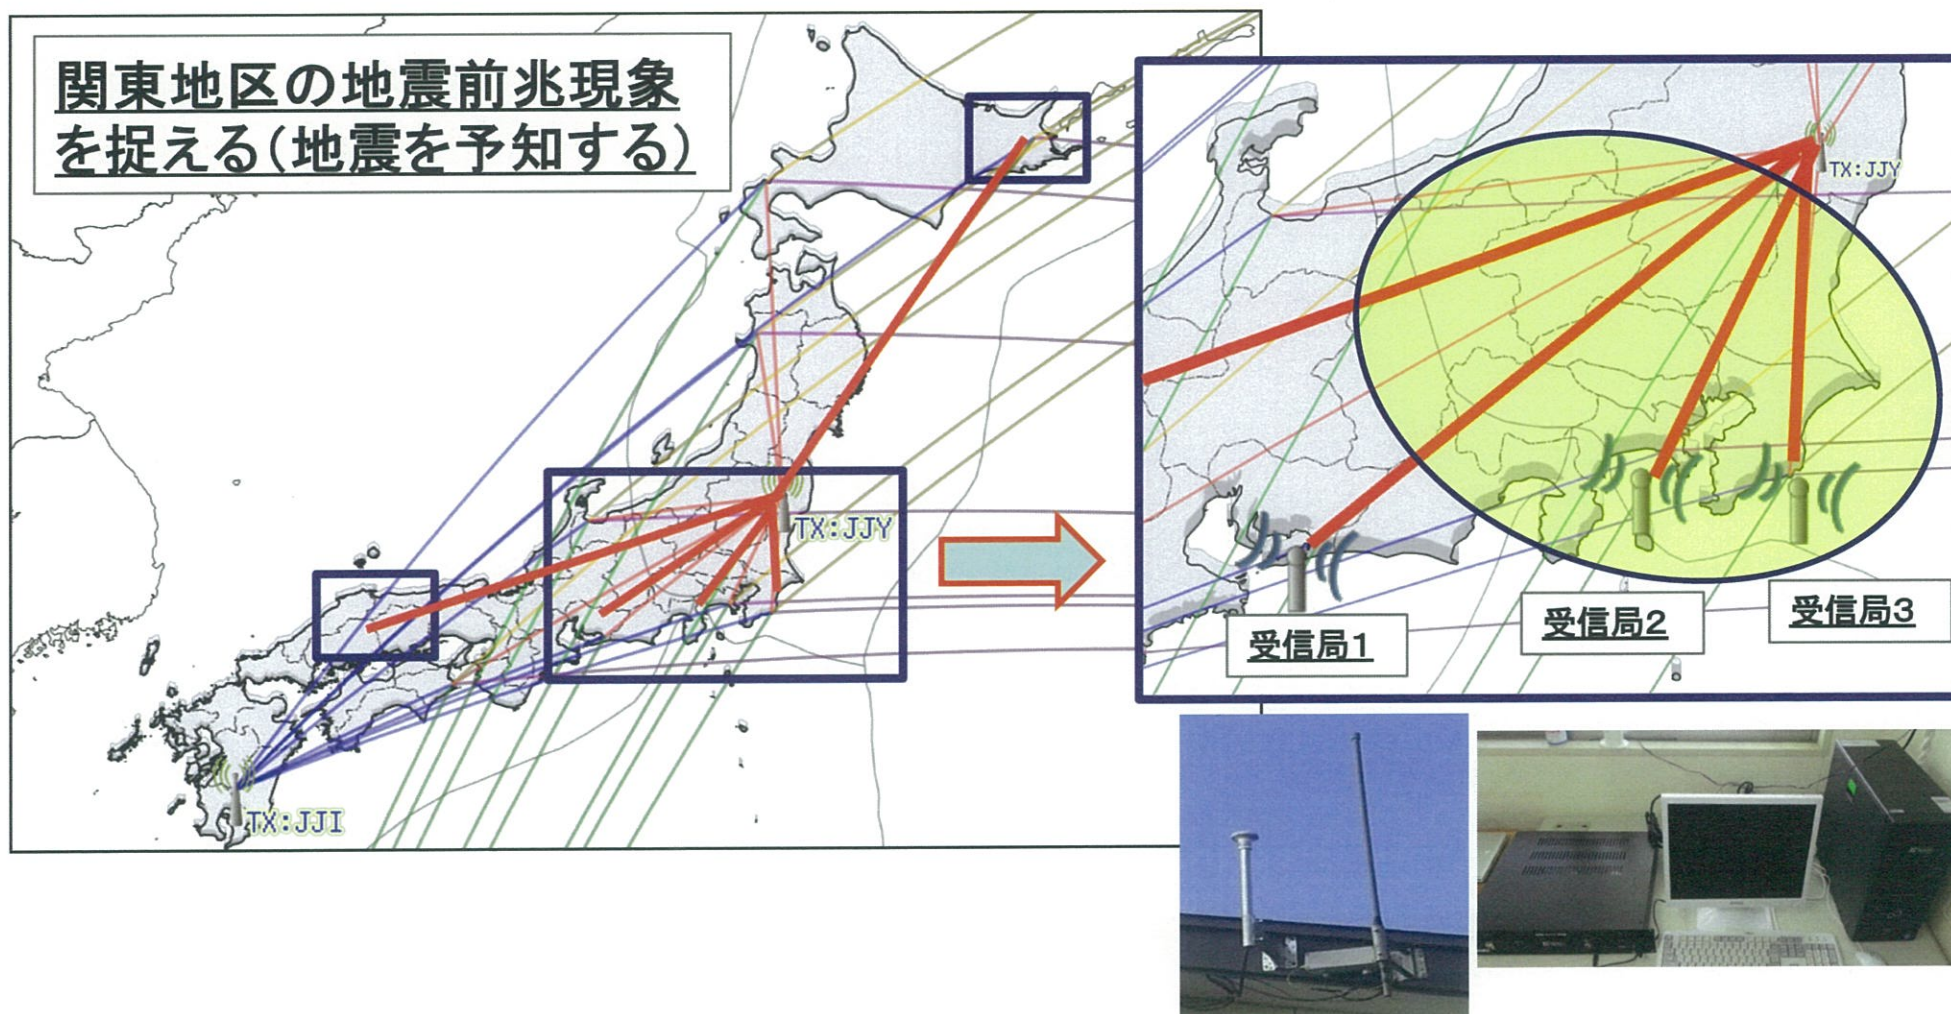 関東地区の地震前兆現象
を捉える(地震を予知する)
TX:JJY
TX:JJI
TX:JJY
受信局1
受信局2
受信局3